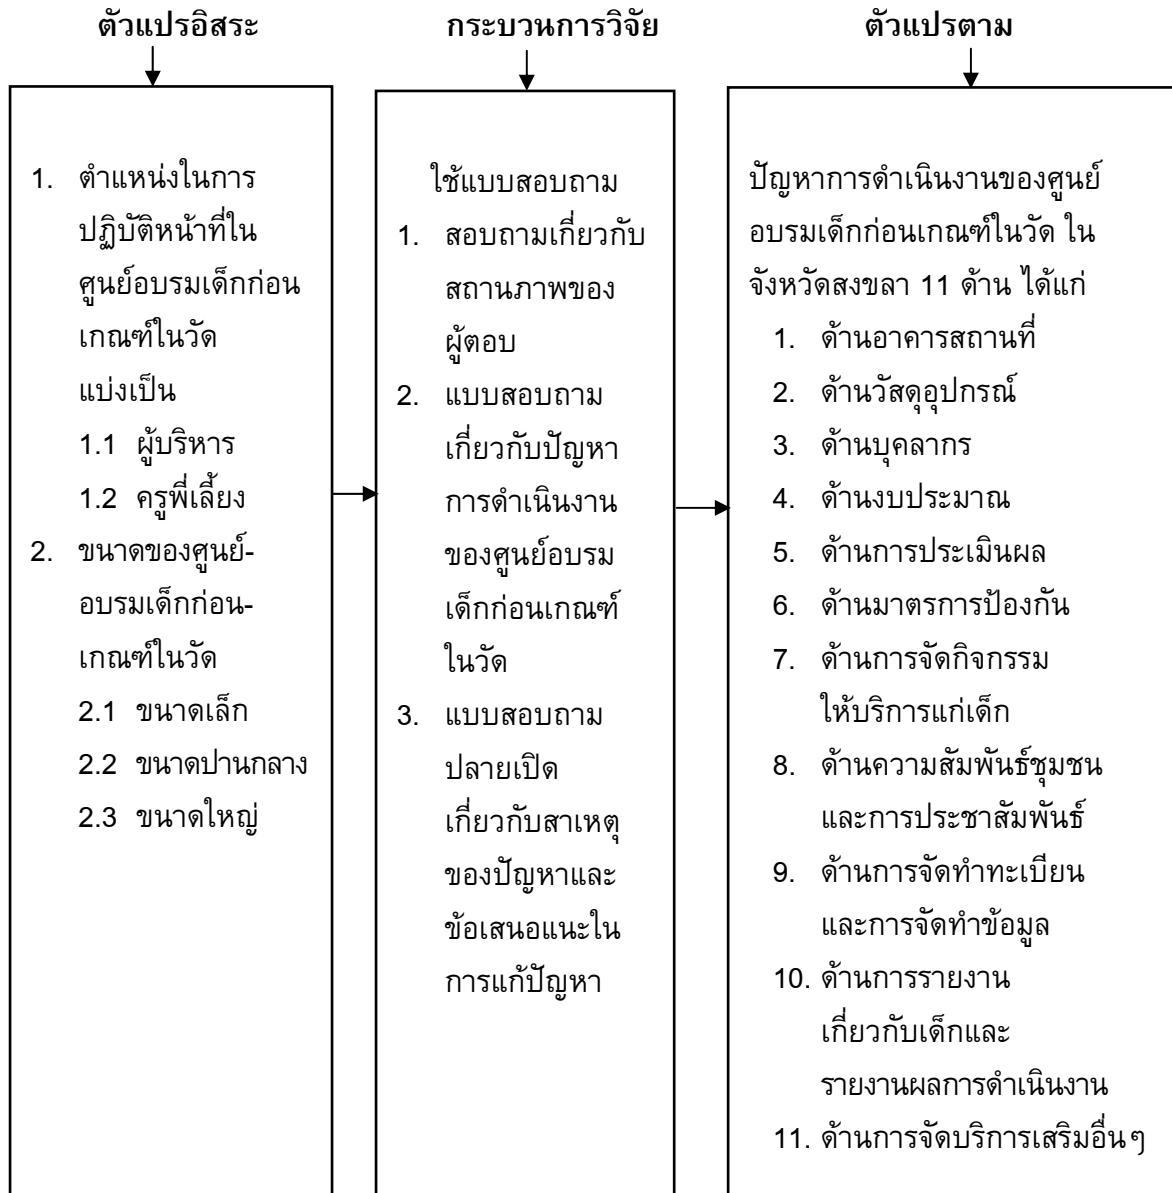 ตัวแปรอิสระ
กระบวนการวิจัย
ตัวแปรตาม
1. ตำแหน่งในการ
ปฏิบัติหน้าที่ใน
ศูนย์อบรมเด็กก่อน
เกณฑ์ในวัด
แบ่งเป็น
1.1 ผู้บริหาร
1.2 ครูพี่เลี้ยง
2. ขนาดของศูนย์-
อบรมเด็กก่อน-
เกณฑ์ในวัด
2.1 ขนาดเล็ก
2.2 ขนาดปานกลาง
2.3 ขนาดใหญ่
ใช้แบบสอบถาม
1. สอบถามเกี่ยวกับ
สถานภาพของ
ผู้ตอบ
2. แบบสอบถาม
เกี่ยวกับปัญหา
การดำเนินงาน
ของศูนย์อบรม
เด็กก่อนเกณฑ์
ในวัด
3. แบบสอบถาม
ปลายเปิด
เกี่ยวกับสาเหตุ
ของปัญหาและ
ข้อเสนอแนะใน
การแก้ปัญหา
ปัญหาการดำเนินงานของศูนย์
อบรมเด็กก่อนเกณฑ์ในวัด ใน
จังหวัดสงขลา 11 ด้าน ได้แก่
1. ด้านอาคารสถานที่
2. ด้านวัสดุอุปกรณ์
3. ด้านบุคลากร
4. ด้านงบประมาณ
5. ด้านการประเมินผล
6. ด้านมาตรการป้องกัน
7. ด้านการจัดกิจกรรม
ให้บริการแก่เด็ก
8. ด้านความสัมพันธ์ชุมชน
และการประชาสัมพันธ์
9. ด้านการจัดทำทะเบียน
และการจัดทำข้อมูล
10. ด้านการรายงาน
เกี่ยวกับเด็กและ
รายงานผลการดำเนินงาน
11. ด้านการจัดบริการเสริมอื่นๆ